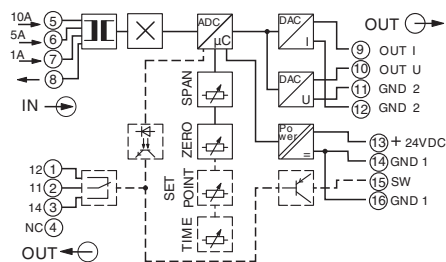 10A 5
5A 6
1A 7
8
IN
ADC
µC
DAC
I
DAC
U
Po
wer
=
OUT
9 OUT I
10 OUT U
11 GND 2
12 GND 2
13 + 24VDC
14 GND 1
15 SW
16 GND 1
SPAN
ZERO
SET
POINT
TIME
12 1
11 2
14 3
NC 4
OUT